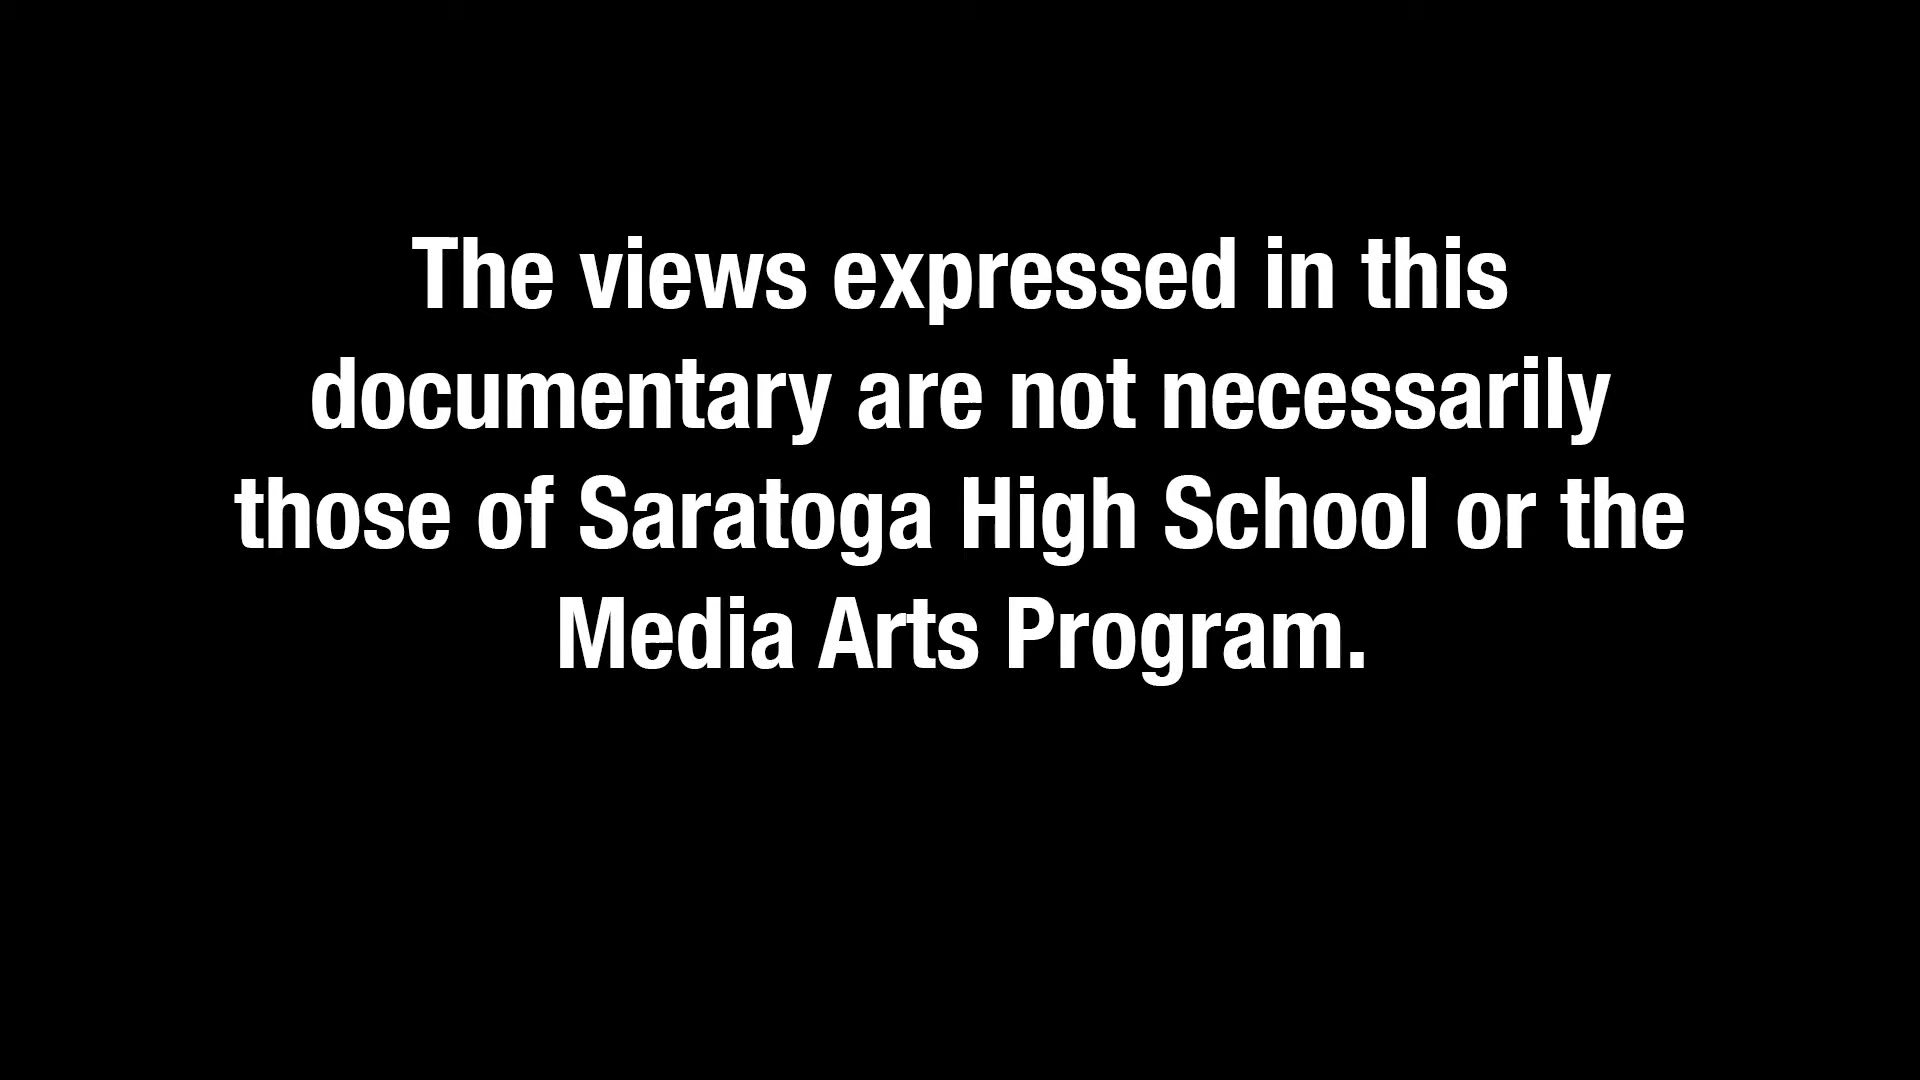 The views expressed in this
documentary are not necessarily
those of Saratoga High School or the
Media Arts Program.